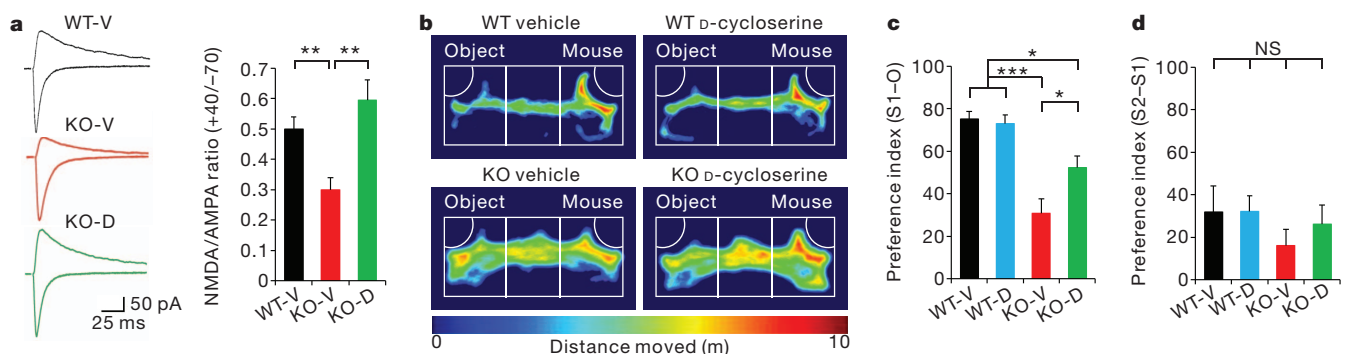 a
WT-V
KO-V
KO-D
50 pA
25 ms
NMDA/AMPA ratio (+40/−70)
** **
0.7
0.6
0.5
0.4
0.3
0.2
0.1
0
WT-V KO-V KO-D
b
WT vehicle WT D-cycloserine
Object Mouse Object Mouse
KO vehicle KO D-cycloserine
Object Mouse Object Mouse
0 Distance moved (m) 10
c
Preference index (S1–O)
*
***
*
100
80
60
40
20
0
WT-V WT-D KO-V KO-D
d
Preference index (S2–S1)
NS
100
80
60
40
20
0
WT-V WT-D KO-V KO-D